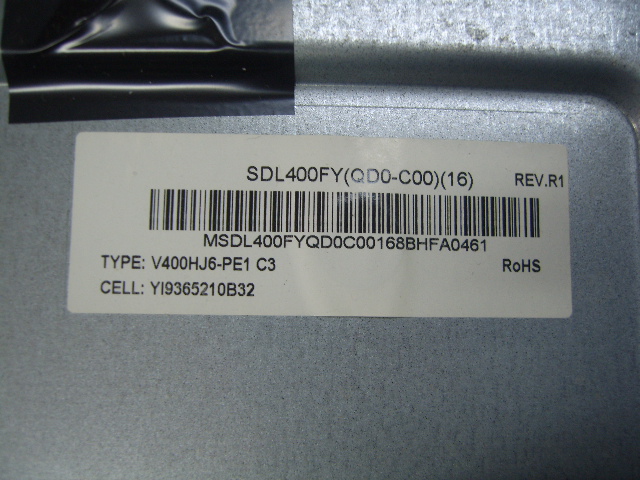 SDL400FY(QD0-C00)(16) REV.R1
MSDL400FYQD0C00168BHFA0461
TYPE: V400HJ6-PE1 C3 RoHS
CELL: YI9365210B32